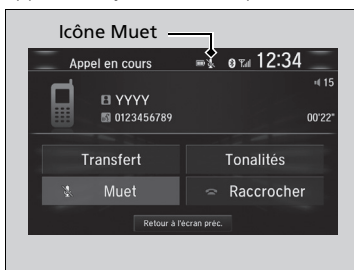 Icône Muet
Appel en cours 12:34
15
YYYY
0123456789 00'22"
Transfert Tonalités
Muet Raccrocher
Retour à l'écran préc.